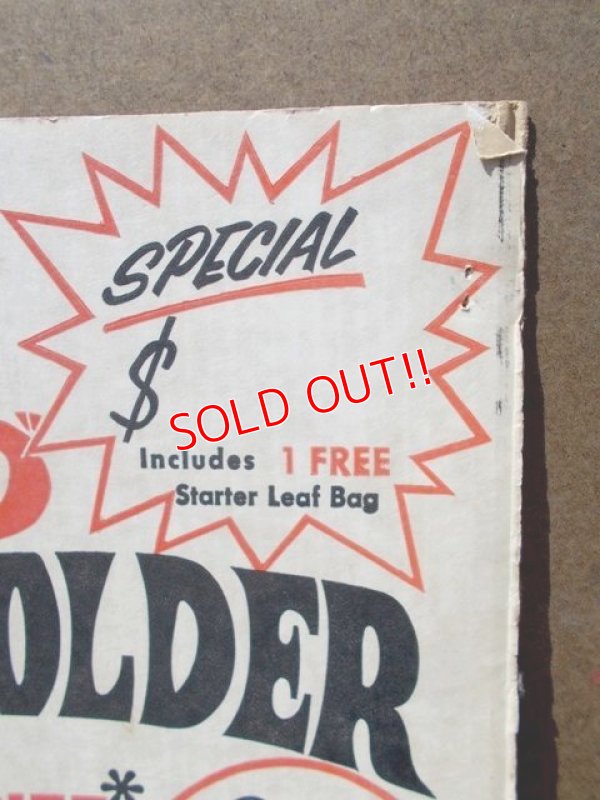 SPECIAL
$
SOLD OUT!!
Includes 1 FREE
Starter Leaf Bag
OLDER